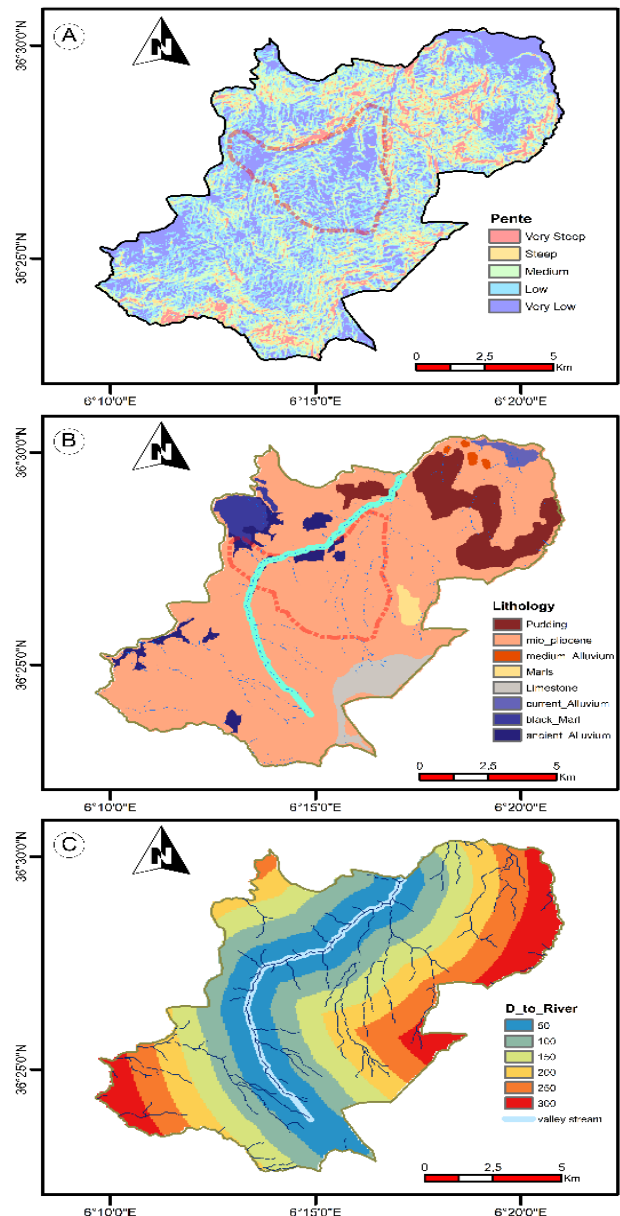 A
N
36°30'0"N
36°25'0"N
Pente
Very Steep
Steep
Medium
Low
Very Low
0 2,5 5
Km
6°10'0"E 6°15'0"E 6°20'0"E
B
N
36°30'0"N
36°25'0"N
Lithology
Pudding
mio_pliocene
medium_Alluvium
Marls
Limestone
current_Alluvium
black_Marl
ancient_Alluvium
0 2,5 5
Km
6°10'0"E 6°15'0"E 6°20'0"E
C
N
36°30'0"N
36°25'0"N
D_to_River
50
100
150
200
250
300
valley stream
0 2,5 5
Km
6°10'0"E 6°15'0"E 6°20'0"E